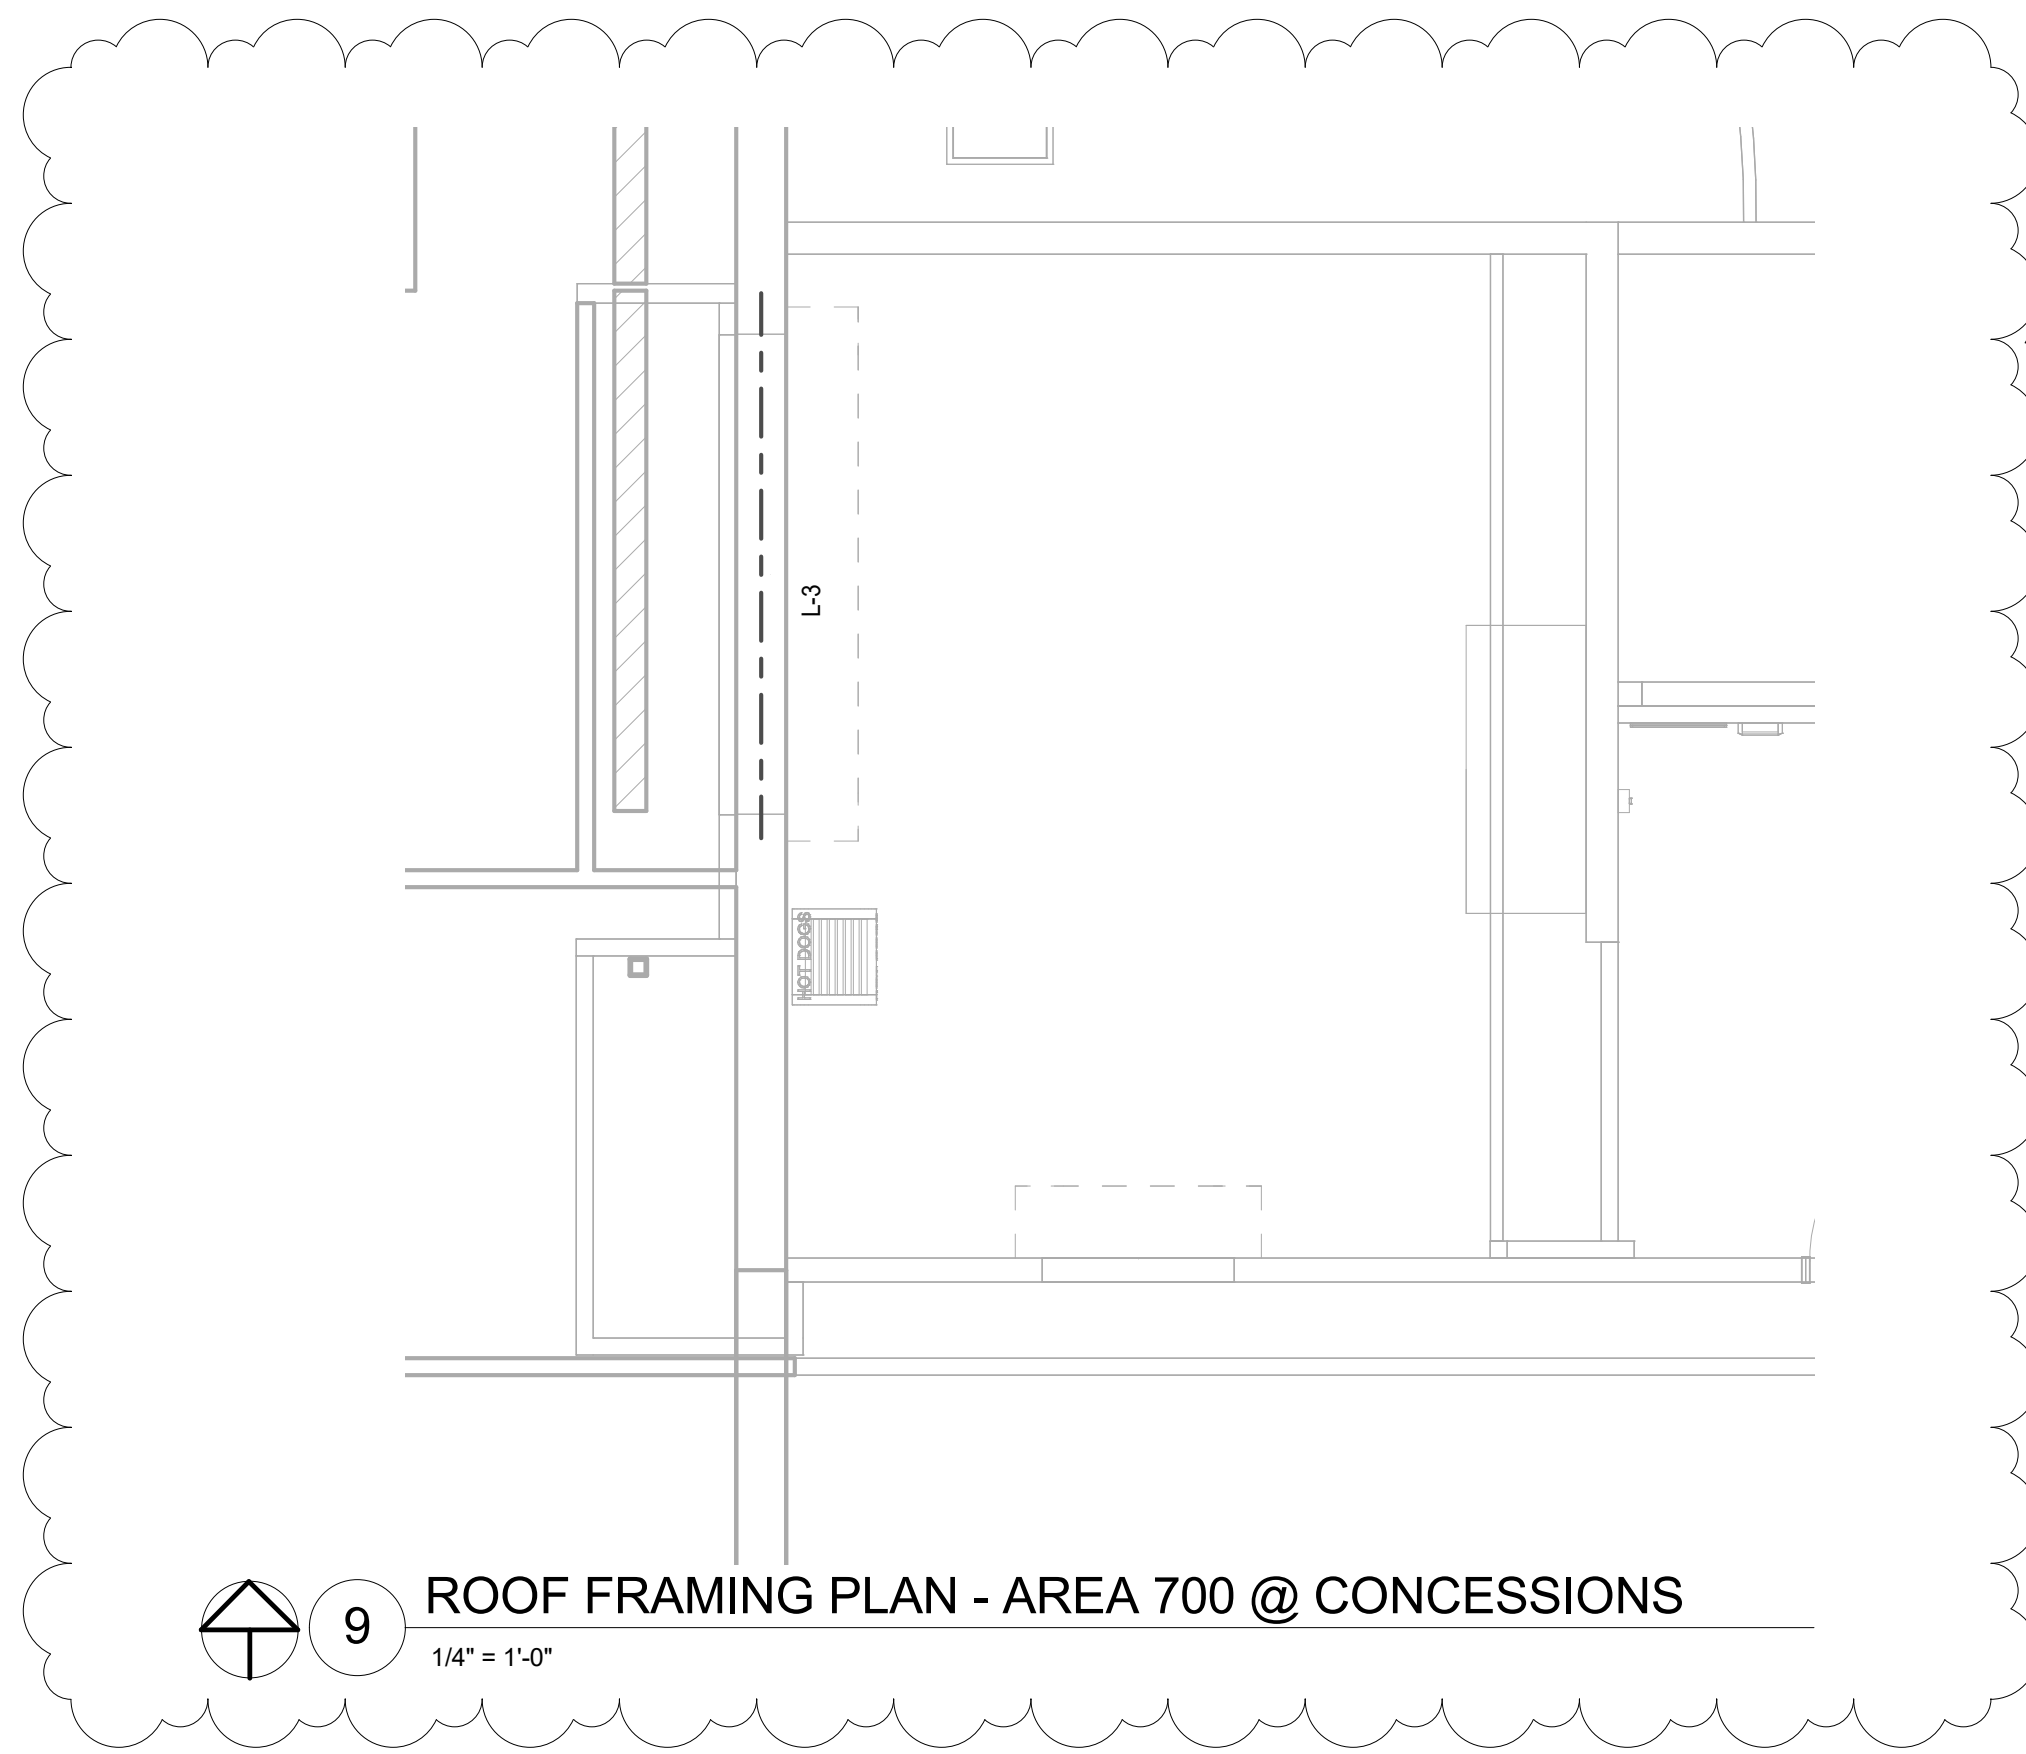 L-3
HOT DOGS
9
ROOF FRAMING PLAN - AREA 700 @ CONCESSIONS
1/4" = 1'-0"